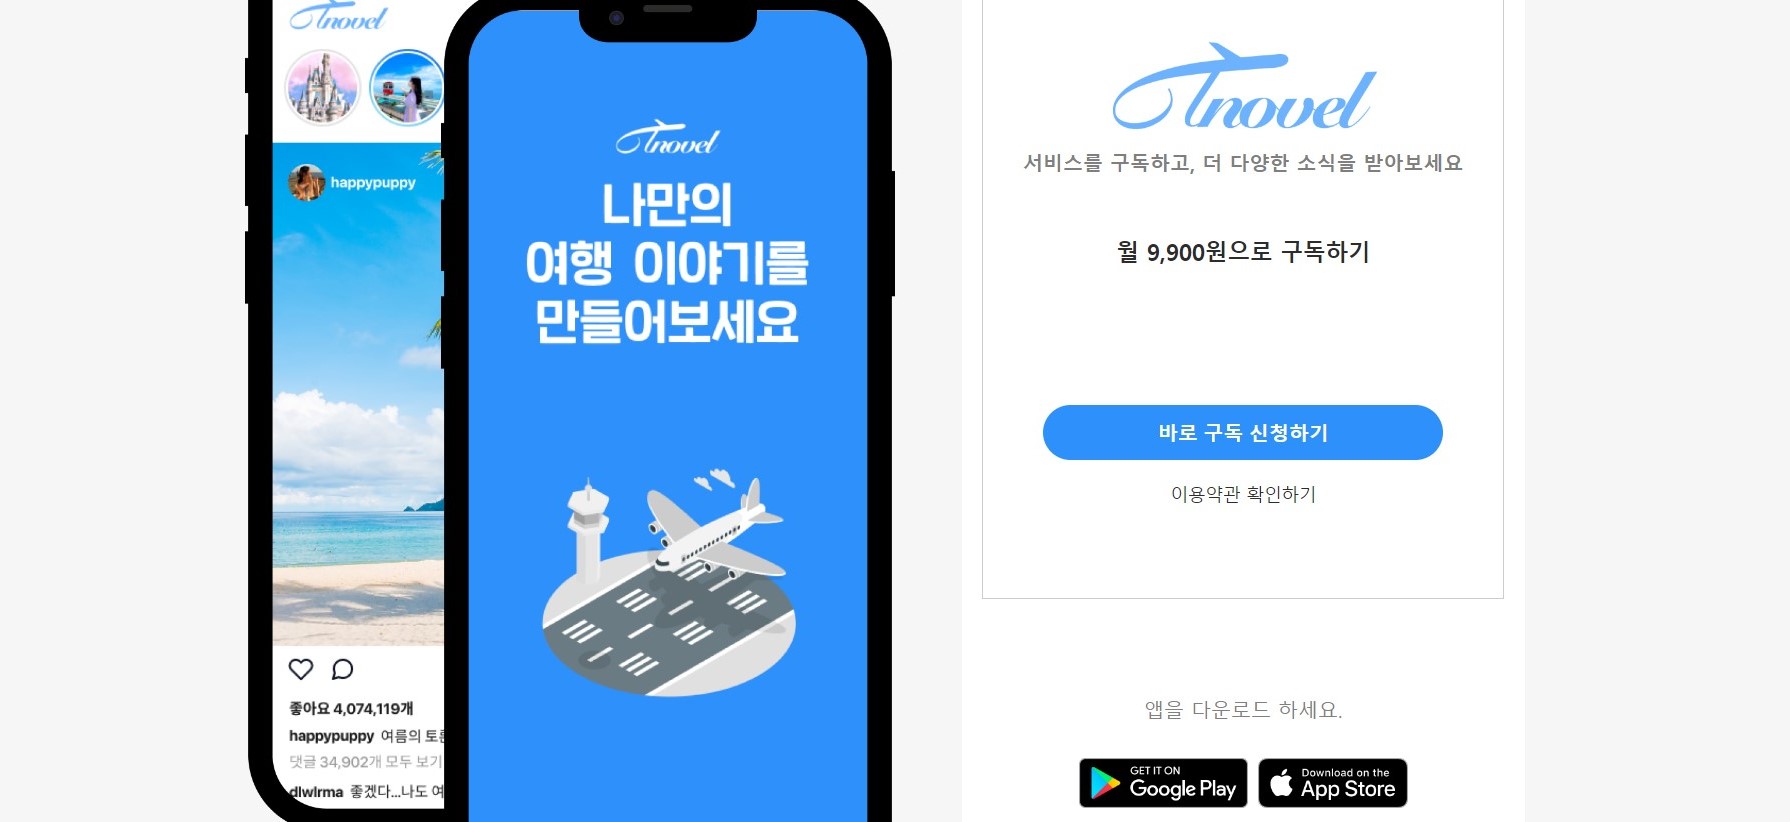 Tnovel
happypuppy
좋아요 4,074,119개
happypuppy 여름의
댓글 34,902개 모두 보기
dlwlrma 좋겠다...나도
Tnovel
나만의
여행 이야기를
만들어보세요
Tnovel
서비스를 구독하고, 더 다양한 소식을 받아보세요
월 9,900원으로 구독하기
바로 구독 신청하기
이용약관 확인하기
앱을 다운로드 하세요.
GET IT ON
Google Play
Download on the
App Store